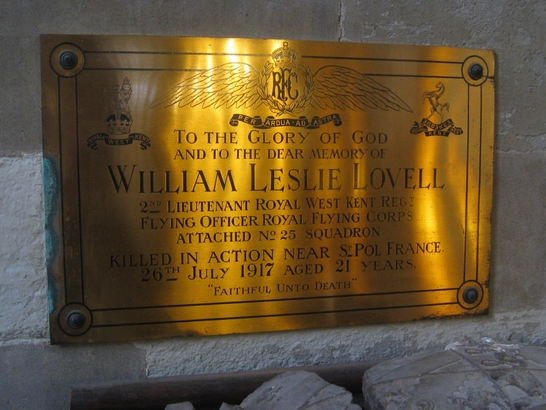 RFC
PER ARDUA AD ASTRA
WEST
TO THE GLORY OF GOD
AND TO THE DEAR MEMORY OF
WILLIAM LESLIE LOVELL
2ND LIEUTENANT ROYAL WEST KENT REGT
FLYING OFFICER ROYAL FLYING CORPS
ATTACHED NO 25 SQUADRON
KILLED IN ACTION NEAR ST POL FRANCE
26TH JULY 1917 AGED 21 YEARS.
"FAITHFUL UNTO DEATH"